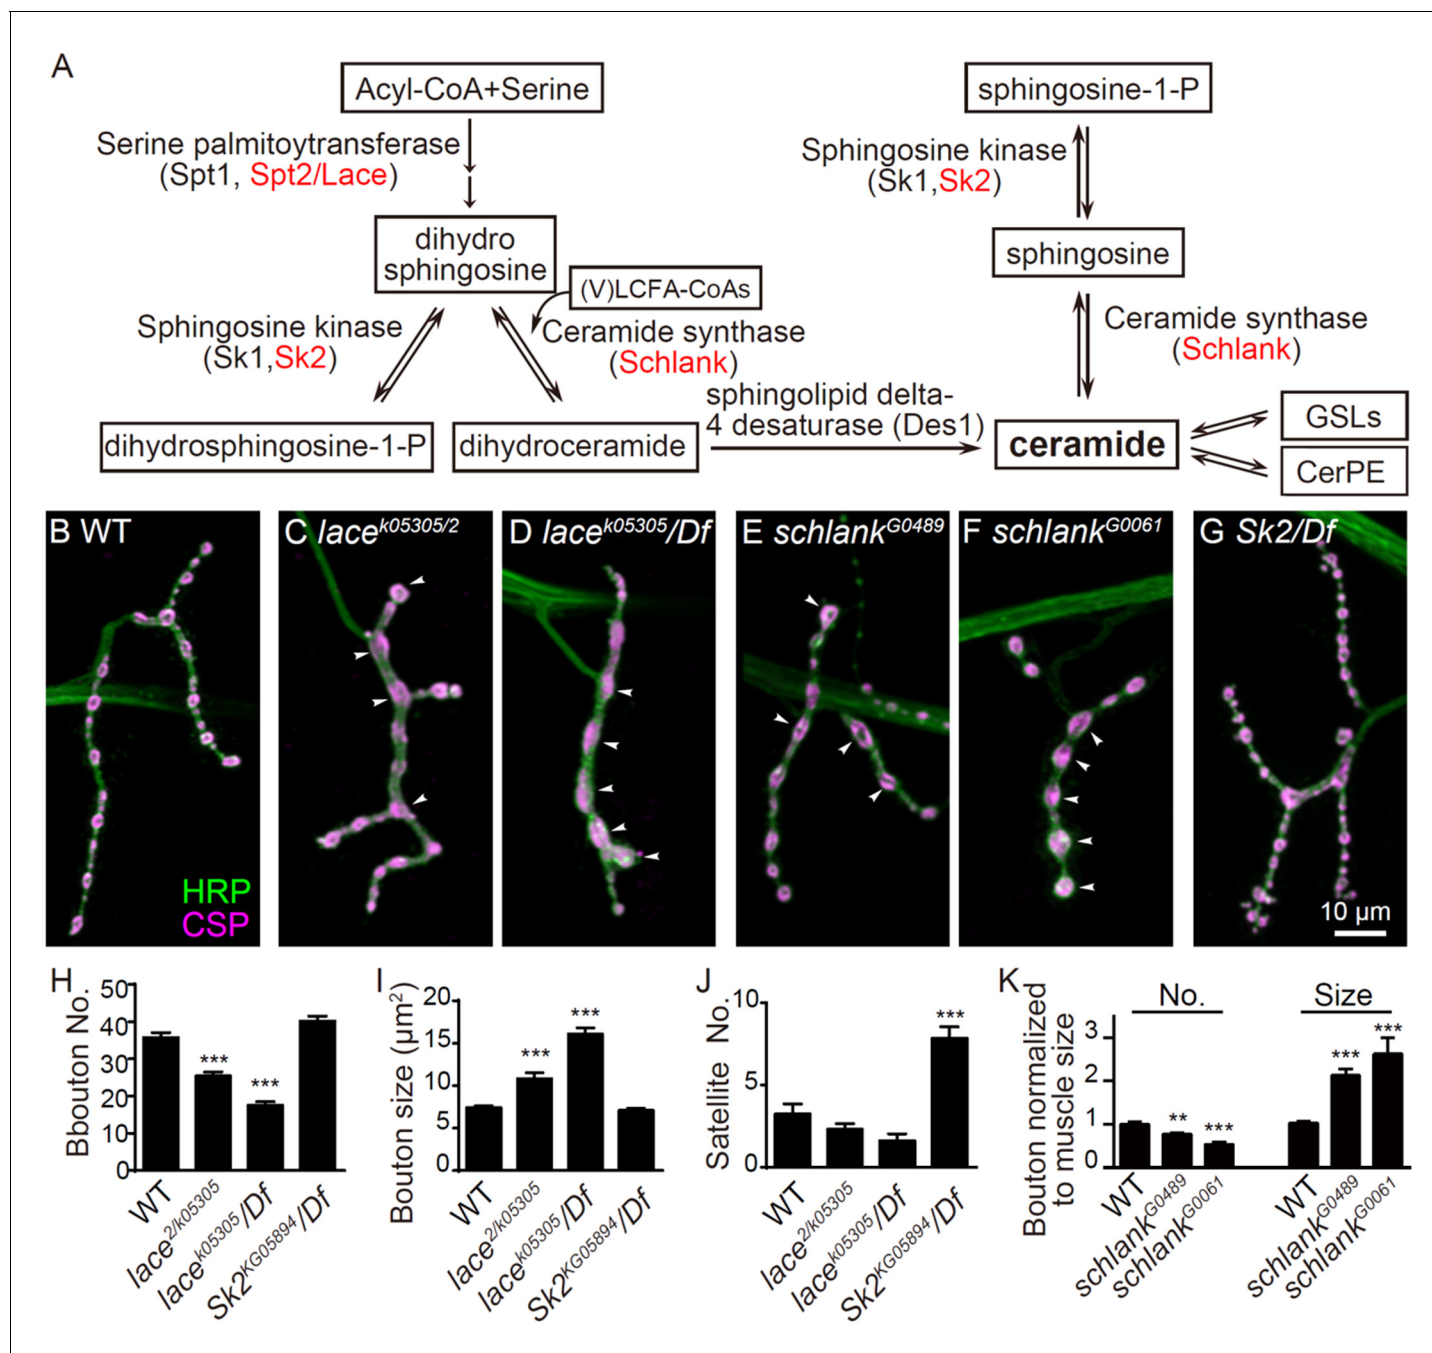 A
Acyl-CoA+Serine
Serine palmitoytransferase
(Spt1, Spt2/Lace)
dihydro
sphingosine
(V)LCFA-CoAs
Sphingosine kinase
(Sk1,Sk2)
Ceramide synthase
(Schlank)
dihydrosphingosine-1-P
dihydroceramide
sphingolipid delta-
4 desaturase (Des1)
sphingosine-1-P
Sphingosine kinase
(Sk1,Sk2)
sphingosine
Ceramide synthase
(Schlank)
ceramide
GSLs
CerPE
B WT
HRP
CSP
C lace^k05305/2
D lace^k05305/Df
E schlank^G0489
F schlank^G0061
G Sk2/Df
10 µm
H
Bbouton No.
50
40
30
20
10
0
***
***
WT
lace^2/k05305
lace^k05305/Df
Sk2^KG05894/Df
I
Bouton size (µm²)
20
15
10
5
0
***
***
WT
lace^2/k05305
lace^k05305/Df
Sk2^KG05894/Df
J
Satellite No.
10
5
0
***
WT
lace^2/k05305
lace^k05305/Df
Sk2^KG05894/Df
K
Bouton normalized
to muscle size
No.
Size
3
2
1
0
**
***
***
***
WT
schlank^G0489
schlank^G0061
WT
schlank^G0489
schlank^G0061